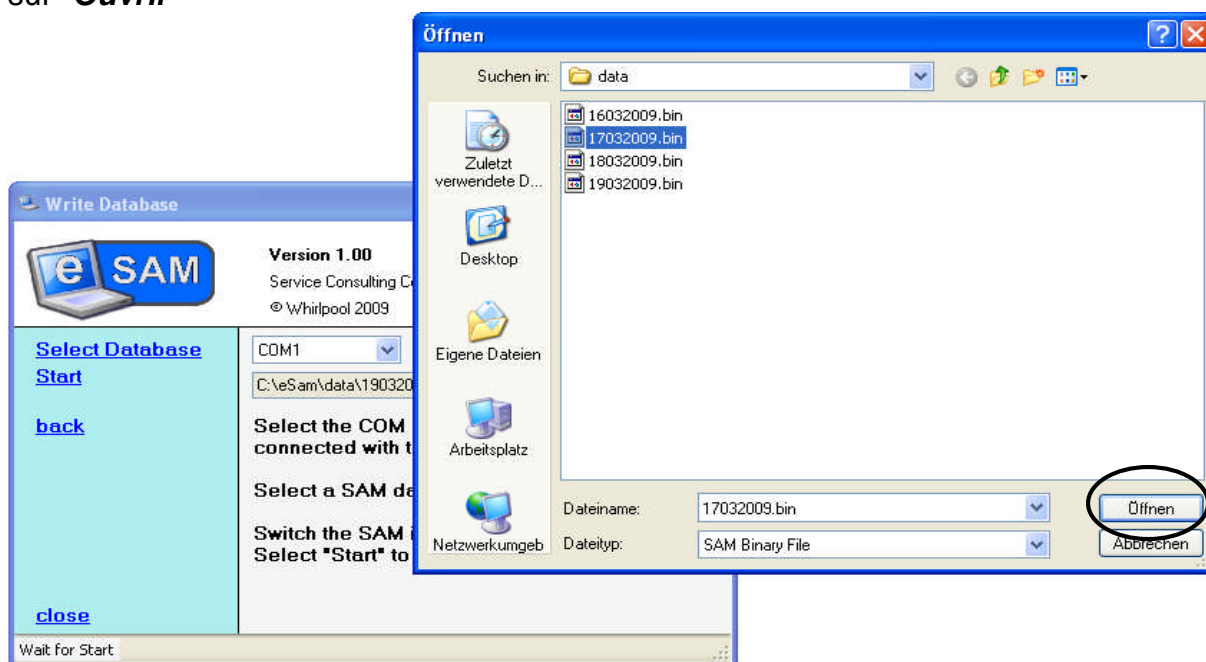 sur "Ouvrir"
Öffnen
Suchen in:
data
16032009.bin
17032009.bin
18032009.bin
19032009.bin
Zuletzt
verwendete D...
Desktop
Eigene Dateien
Arbeitsplatz
Netzwerkumgeb
Dateiname:
17032009.bin
Öffnen
Dateityp:
SAM Binary File
Abbrechen
Write Database
e SAM
Version 1.00
Service Consulting C
© Whirlpool 2009
Select Database
Start
back
close
COM1
C:\eSam\data\190320
Select the COM
connected with t
Select a SAM da
Switch the SAM i
Select "Start" to
Wait for Start